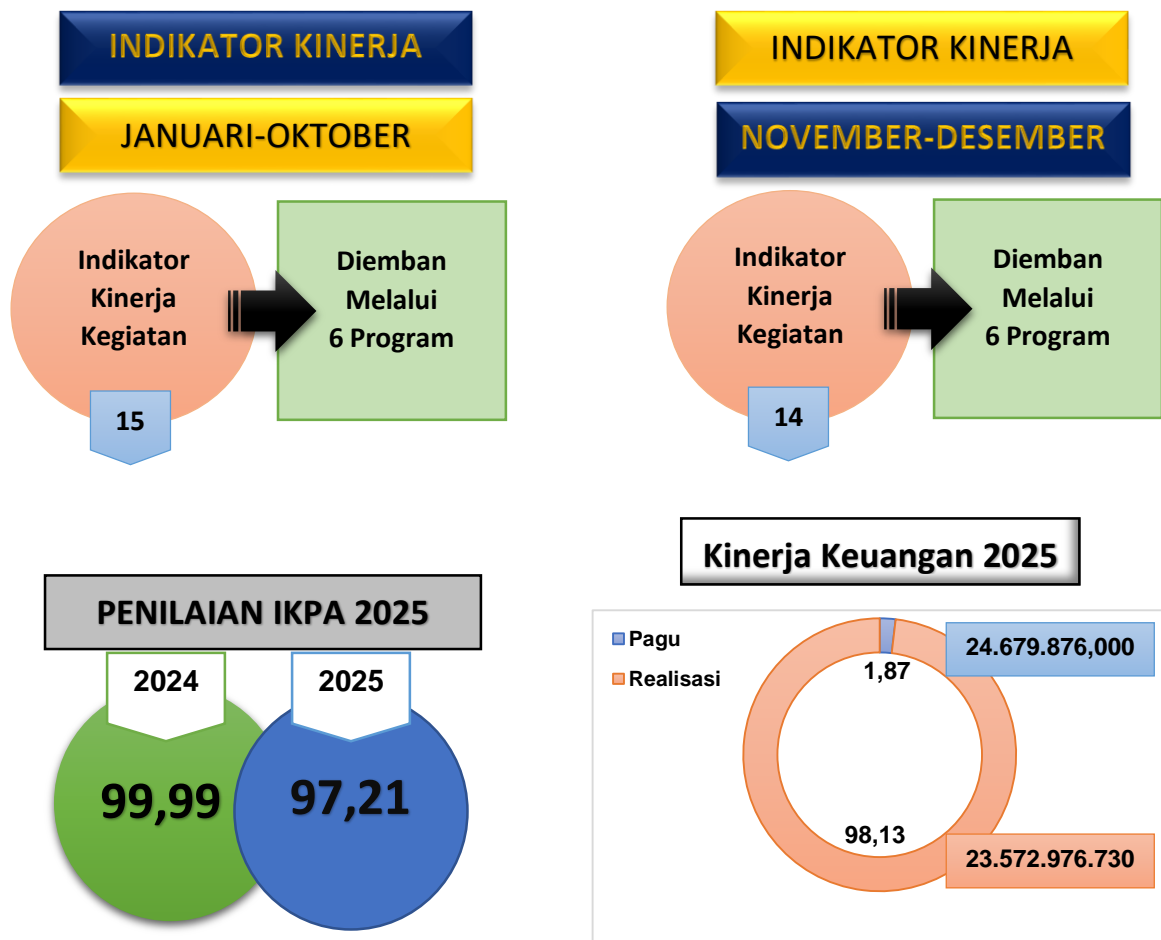 INDIKATOR KINERJA
JANUARI-OKTOBER
Indikator
Kinerja
Kegiatan
Diemban
Melalui
6 Program
15
INDIKATOR KINERJA
NOVEMBER-DESEMBER
Indikator
Kinerja
Kegiatan
Diemban
Melalui
6 Program
14
PENILAIAN IKPA 2025
2024
2025
99,99
97,21
Kinerja Keuangan 2025
Pagu
Realisasi
1,87
24.679.876,000
98,13
23.572.976.730